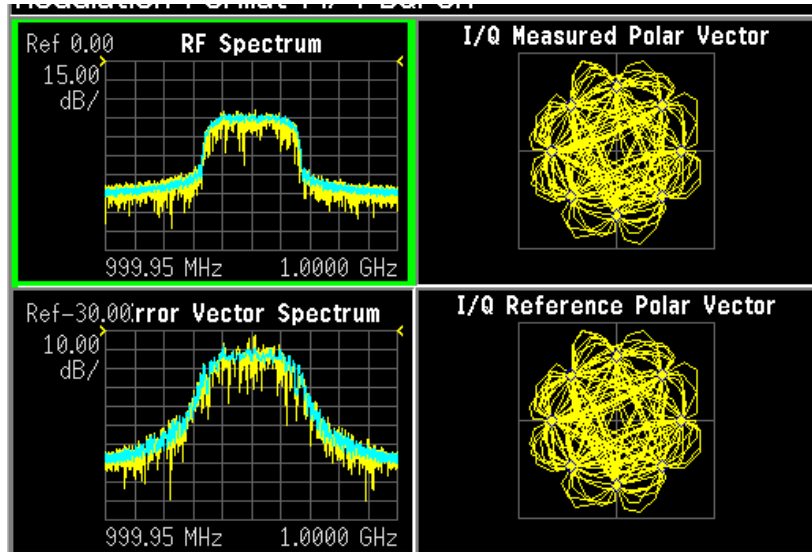 RF Spectrum
Ref 0.00
15.00
dB/
999.95 MHz 1.0000 GHz
I/Q Measured Polar Vector
Ref-30.00 rror Vector Spectrum
10.00
dB/
999.95 MHz 1.0000 GHz
I/Q Reference Polar Vector